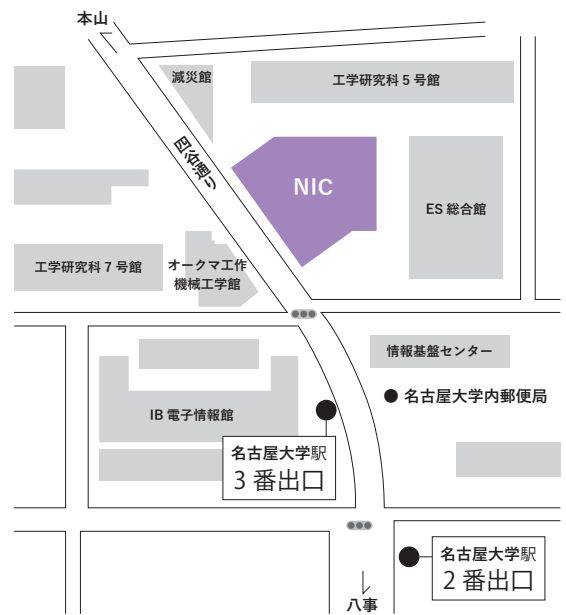 本山
減災館
工学研究科５号館
四谷通り
NIC
ES 総合館
工学研究科７号館
オークマ工作
機械工学館
情報基盤センター
名古屋大学内郵便局
IB 電子情報館
名古屋大学駅
3 番出口
名古屋大学駅
2 番出口
八事